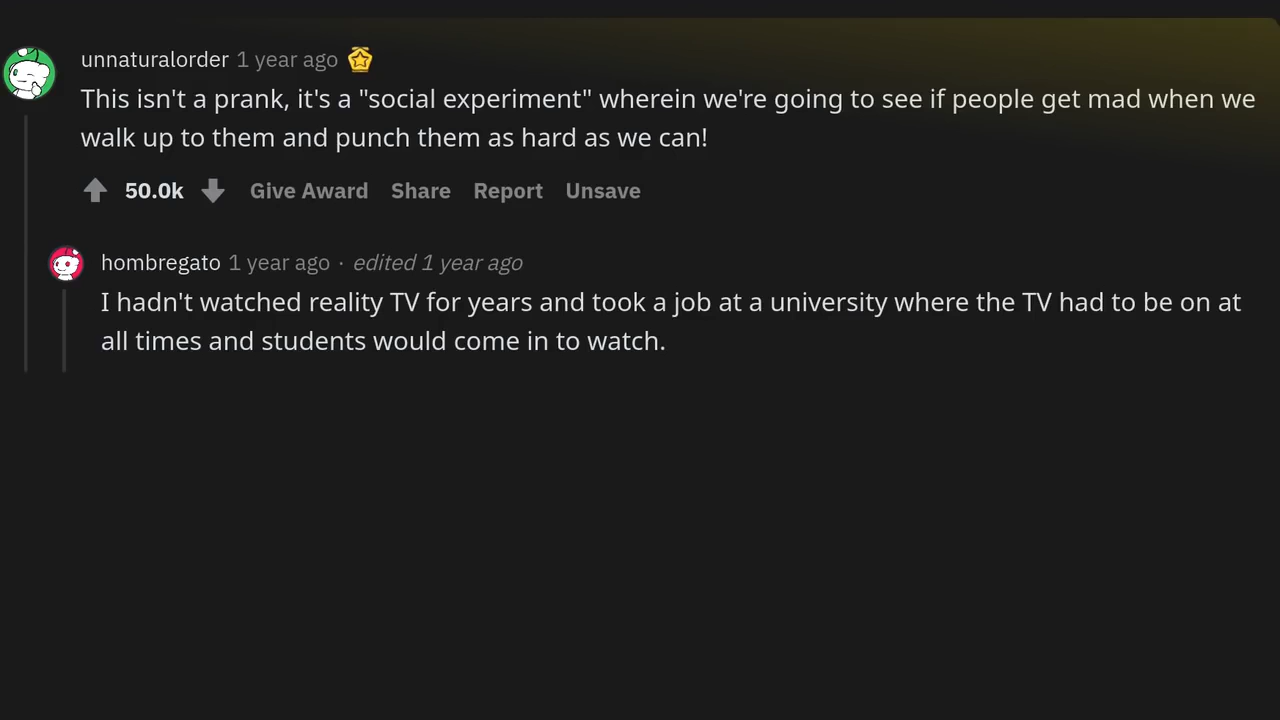 unnaturalorder 1 year ago
This isn't a prank, it's a "social experiment" wherein we're going to see if people get mad when we
walk up to them and punch them as hard as we can!
50.0k Give Award Share Report Unsave
hombregato 1 year ago · edited 1 year ago
I hadn't watched reality TV for years and took a job at a university where the TV had to be on at
all times and students would come in to watch.